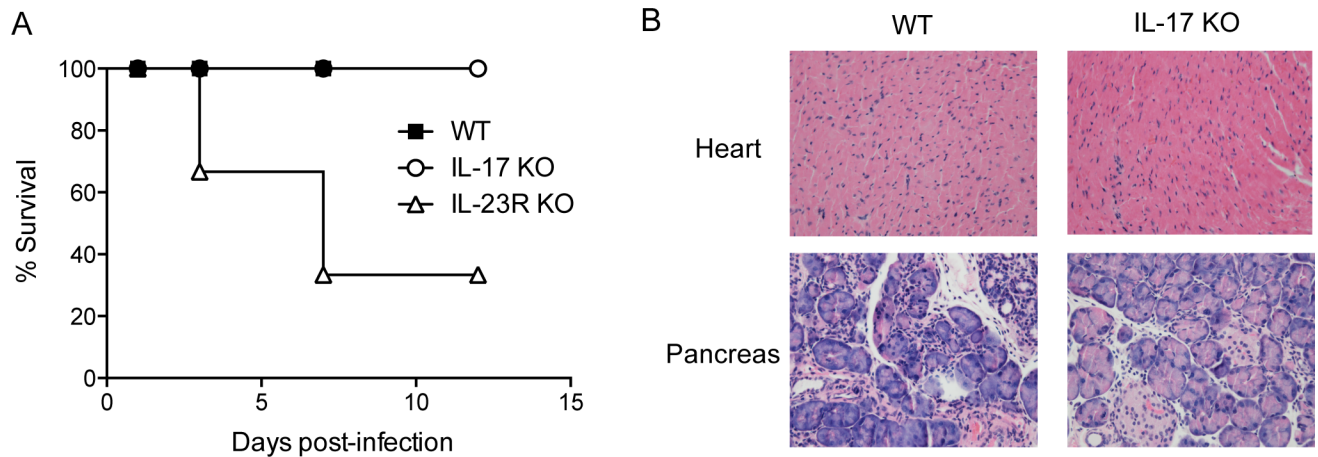 A
% Survival
100
80
60
40
20
0
0
5
10
15
Days post-infection
WT
IL-17 KO
IL-23R KO
B
WT
IL-17 KO
Heart
Pancreas